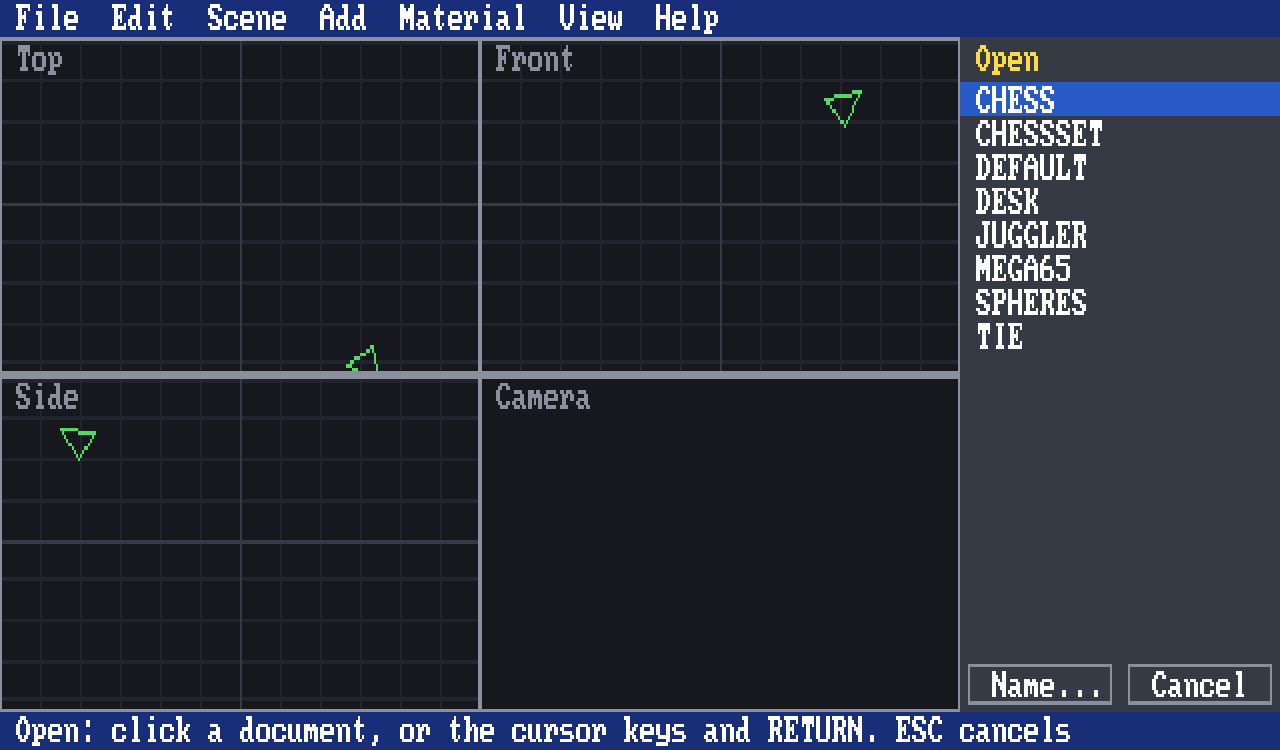 File Edit Scene Add Material View Help
Top
Front
Side
Camera
Open
CHESS
CHESSSET
DEFAULT
DESK
JUGGLER
MEGA65
SPHERES
TIE
Name... Cancel
Open: click a document, or the cursor keys and RETURN. ESC cancels